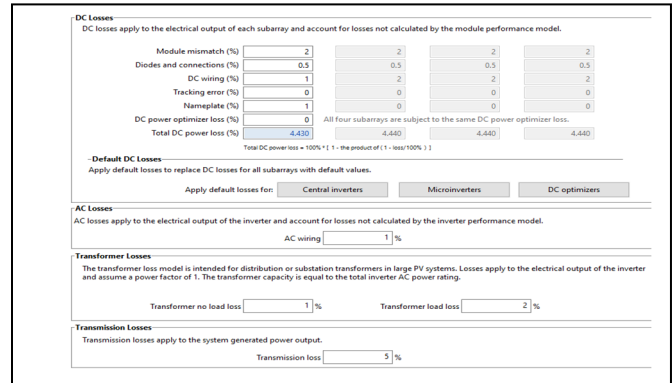 DC Losses
DC losses apply to the electrical output of each subarray and account for losses not calculated by the module performance model.
Module mismatch (%) 2 2 2 2
Diodes and connections (%) 0.5 0.5 0.5 0.5
DC wiring (%) 1 2 2 2
Tracking error (%) 0 0 0 0
Nameplate (%) 1 0 0 0
DC power optimizer loss (%) 0 All four subarrays are subject to the same DC power optimizer loss.
Total DC power loss (%) 4.430 4.440 4.440 4.440
Total DC power loss = 100% * [ 1 - the product of ( 1 - loss/100% ) ]
Default DC Losses
Apply default losses to replace DC losses for all subarrays with default values.
Apply default losses for: Central inverters Microinverters DC optimizers
AC Losses
AC losses apply to the electrical output of the inverter and account for losses not calculated by the inverter performance model.
AC wiring 1 %
Transformer Losses
The transformer loss model is intended for distribution or substation transformers in large PV systems. Losses apply to the electrical output of the inverter
and assume a power factor of 1. The transformer capacity is equal to the total inverter AC power rating.
Transformer no load loss 1 % Transformer load loss 2 %
Transmission Losses
Transmission losses apply to the system generated power output.
Transmission loss 5 %